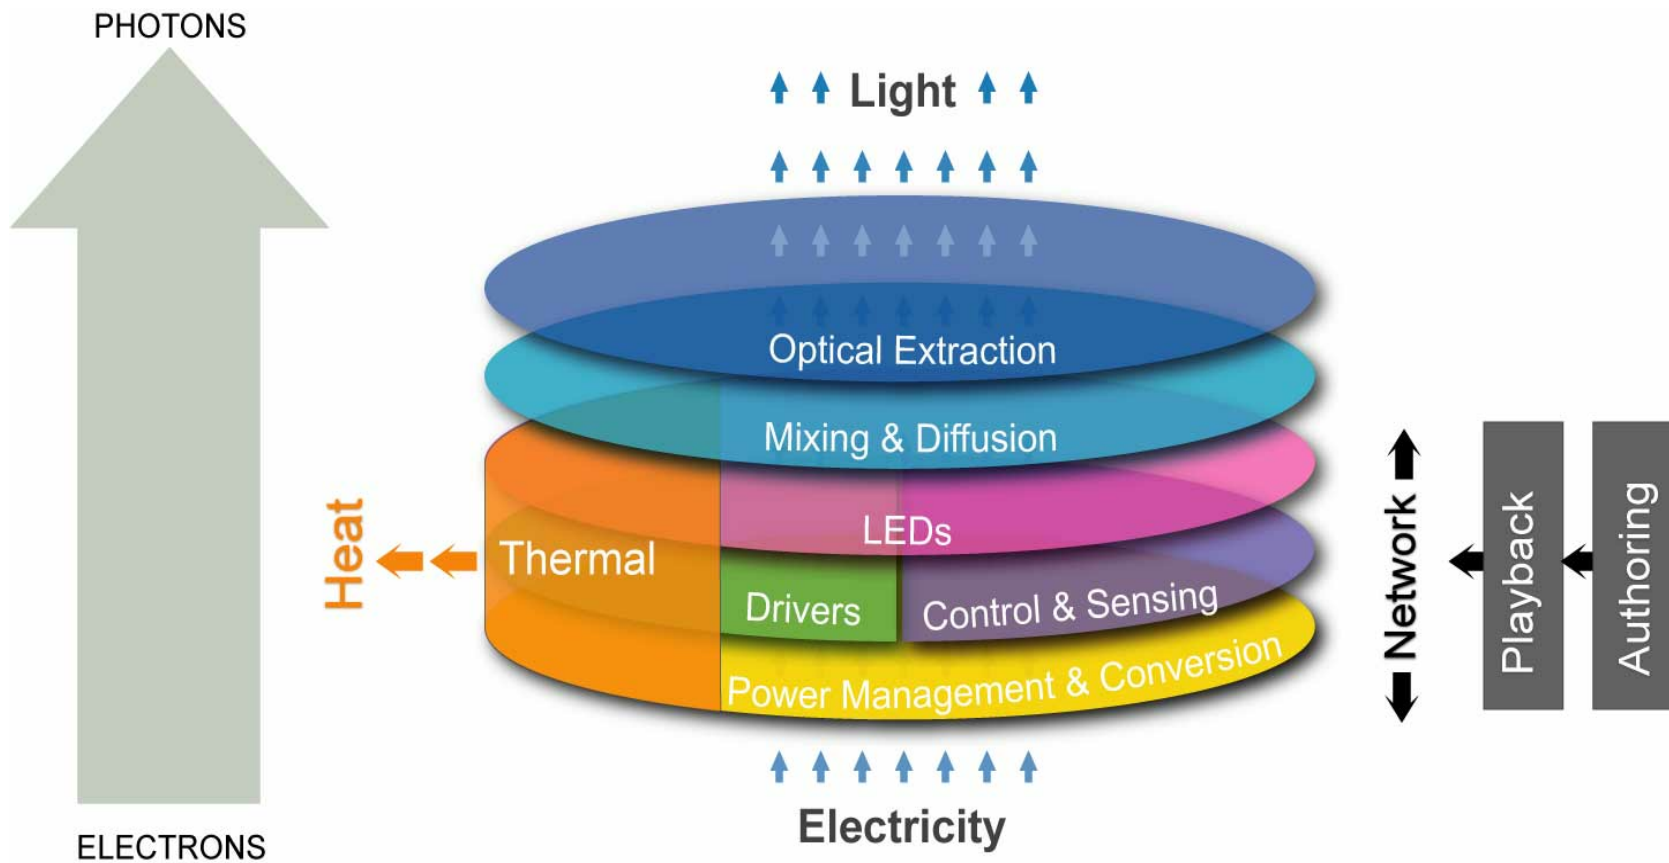 PHOTONS
Light
Optical Extraction
Mixing & Diffusion
LEDs
Thermal
Heat
Drivers
Control & Sensing
Power Management & Conversion
Network
Playback
Authoring
Electricity
ELECTRONS